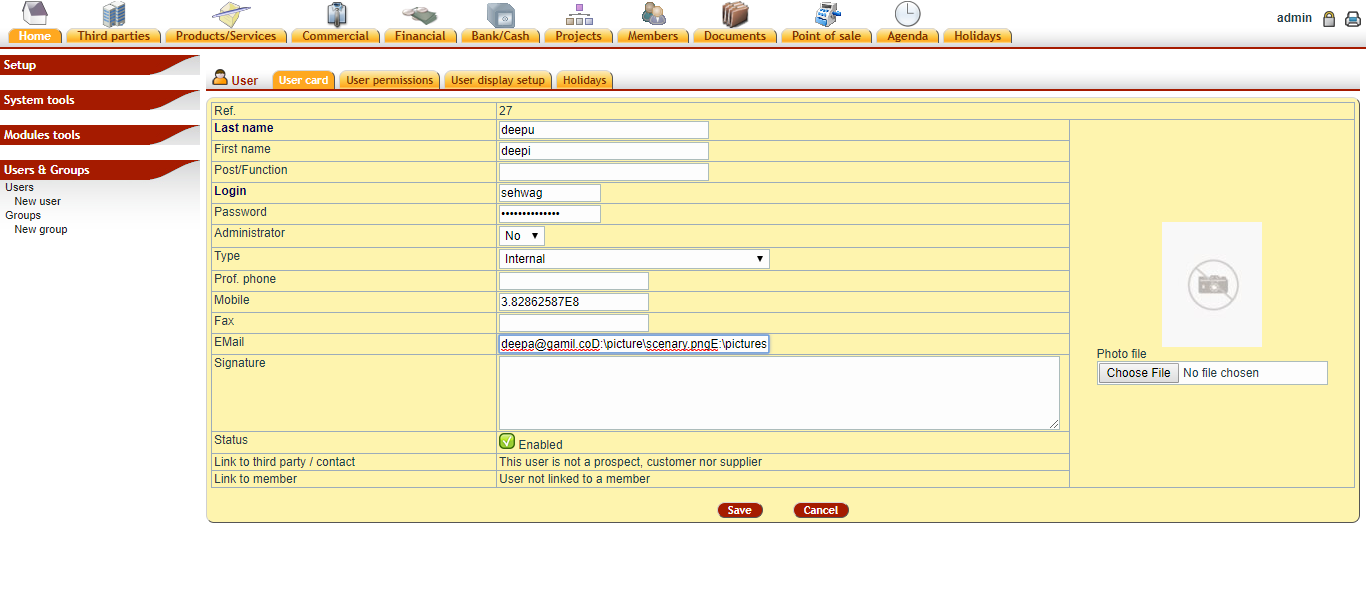 admin
Home Third parties Products/Services Commercial Financial Bank/Cash Projects Members Documents Point of sale Agenda Holidays
Setup
System tools
Modules tools
Users & Groups
Users
New user
Groups
New group
User User card User permissions User display setup Holidays
Ref. 27
Last name deepu
First name deepi
Post/Function
Login sehwag
Password ••••••••••••••
Administrator No
Type Internal
Prof. phone
Mobile 3.82862587E8
Fax
EMail deepa@gamil.coD:\picture\scenary.pngE:\pictures
Signature
Photo file
Choose File No file chosen
Status Enabled
Link to third party / contact This user is not a prospect, customer nor supplier
Link to member User not linked to a member
Save Cancel